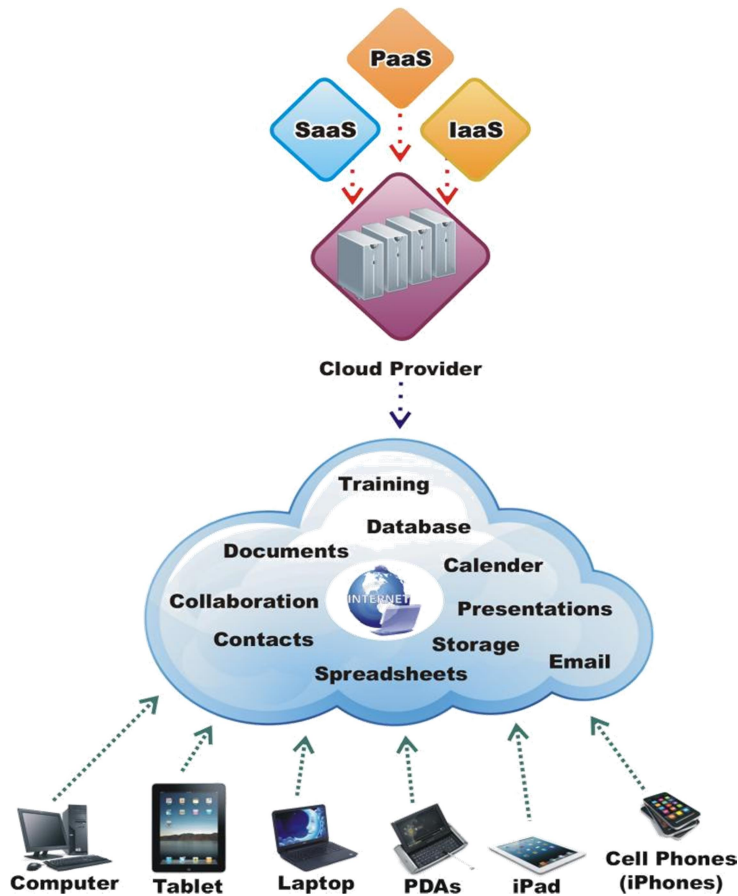 PaaS
SaaS
IaaS
Cloud Provider
Training
Database
Documents
Calender
INTERNET
Collaboration
Presentations
Contacts
Storage
Email
Spreadsheets
Computer
Tablet
Laptop
PDAs
iPad
Cell Phones
(iPhones)